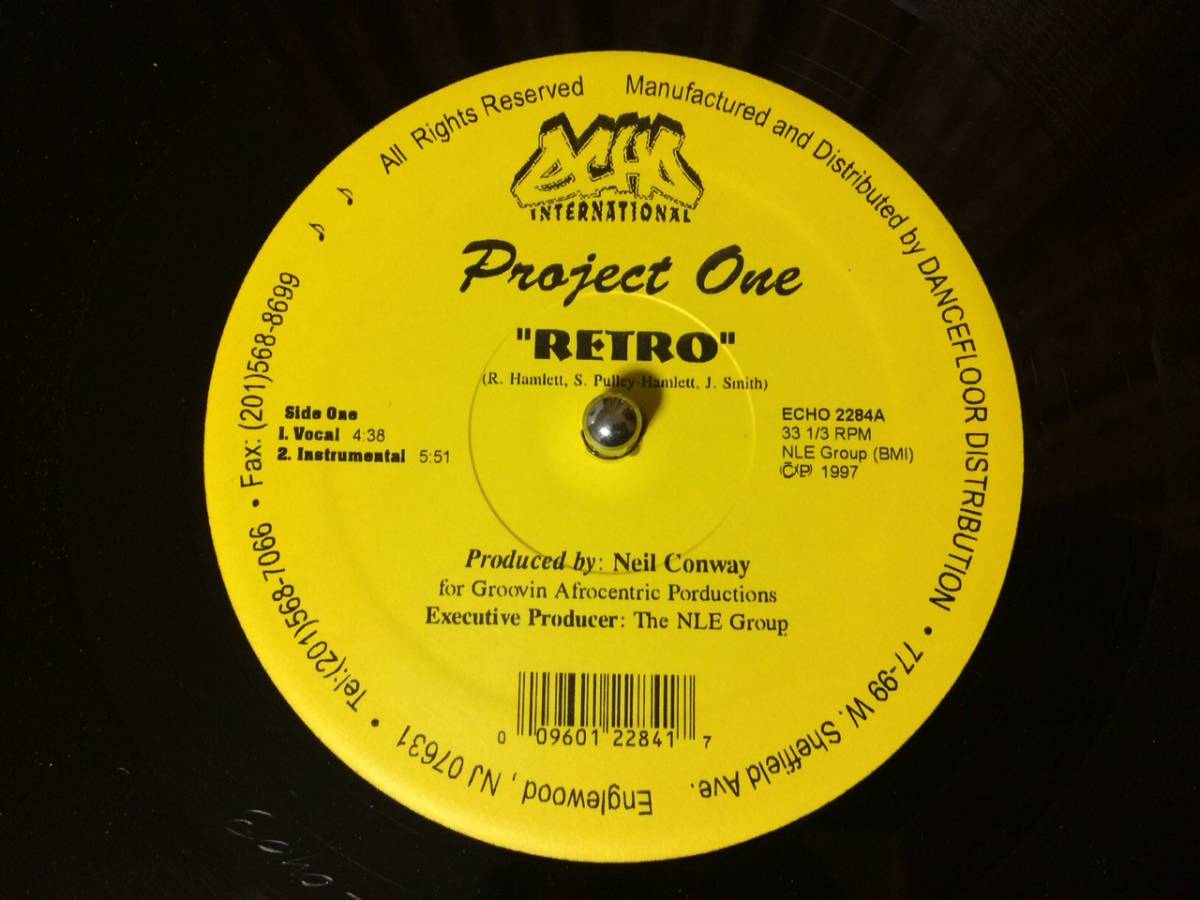 All Rights Reserved
Manufactured and Distributed by DANCEFLOOR DISTRIBUTION • 77-99 W. Sheffield Ave.
Englewood, NJ 07631 • Tel:(201)568-7066 • Fax: (201)568-8699
ECHO
INTERNATIONAL
Project One
"RETRO"
(R. Hamlett, S. Pulley-Hamlett, J. Smith)
Side One
1. Vocal 4:38
2. Instrumental 5:51
ECHO 2284A
33 1/3 RPM
NLE Group (BMI)
©℗ 1997
Produced by: Neil Conway
for Groovin Afrocentric Porductions
Executive Producer: The NLE Group
0 09601 22841 7